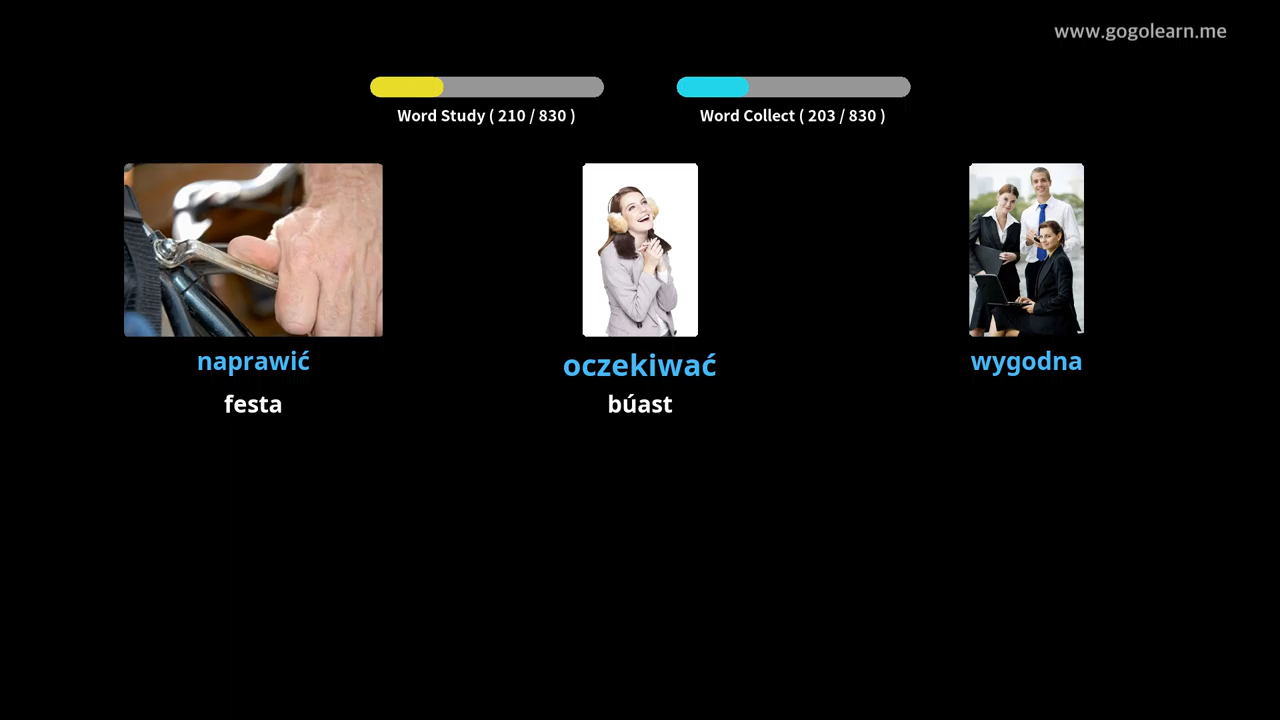 www.gogolearn.me
Word Study ( 210 / 830 )
Word Collect ( 203 / 830 )
naprawić
oczekiwać
wygodna
festa
búast